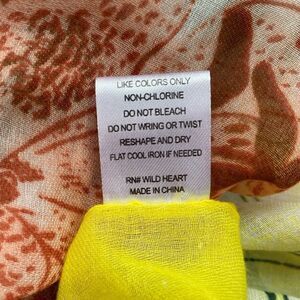 LIKE COLORS ONLY
NON-CHLORINE
DO NOT BLEACH
DO NOT WRING OR TWIST
RESHAPE AND DRY
FLAT COOL IRON IF NEEDED
RN# WILD HEART
MADE IN CHINA